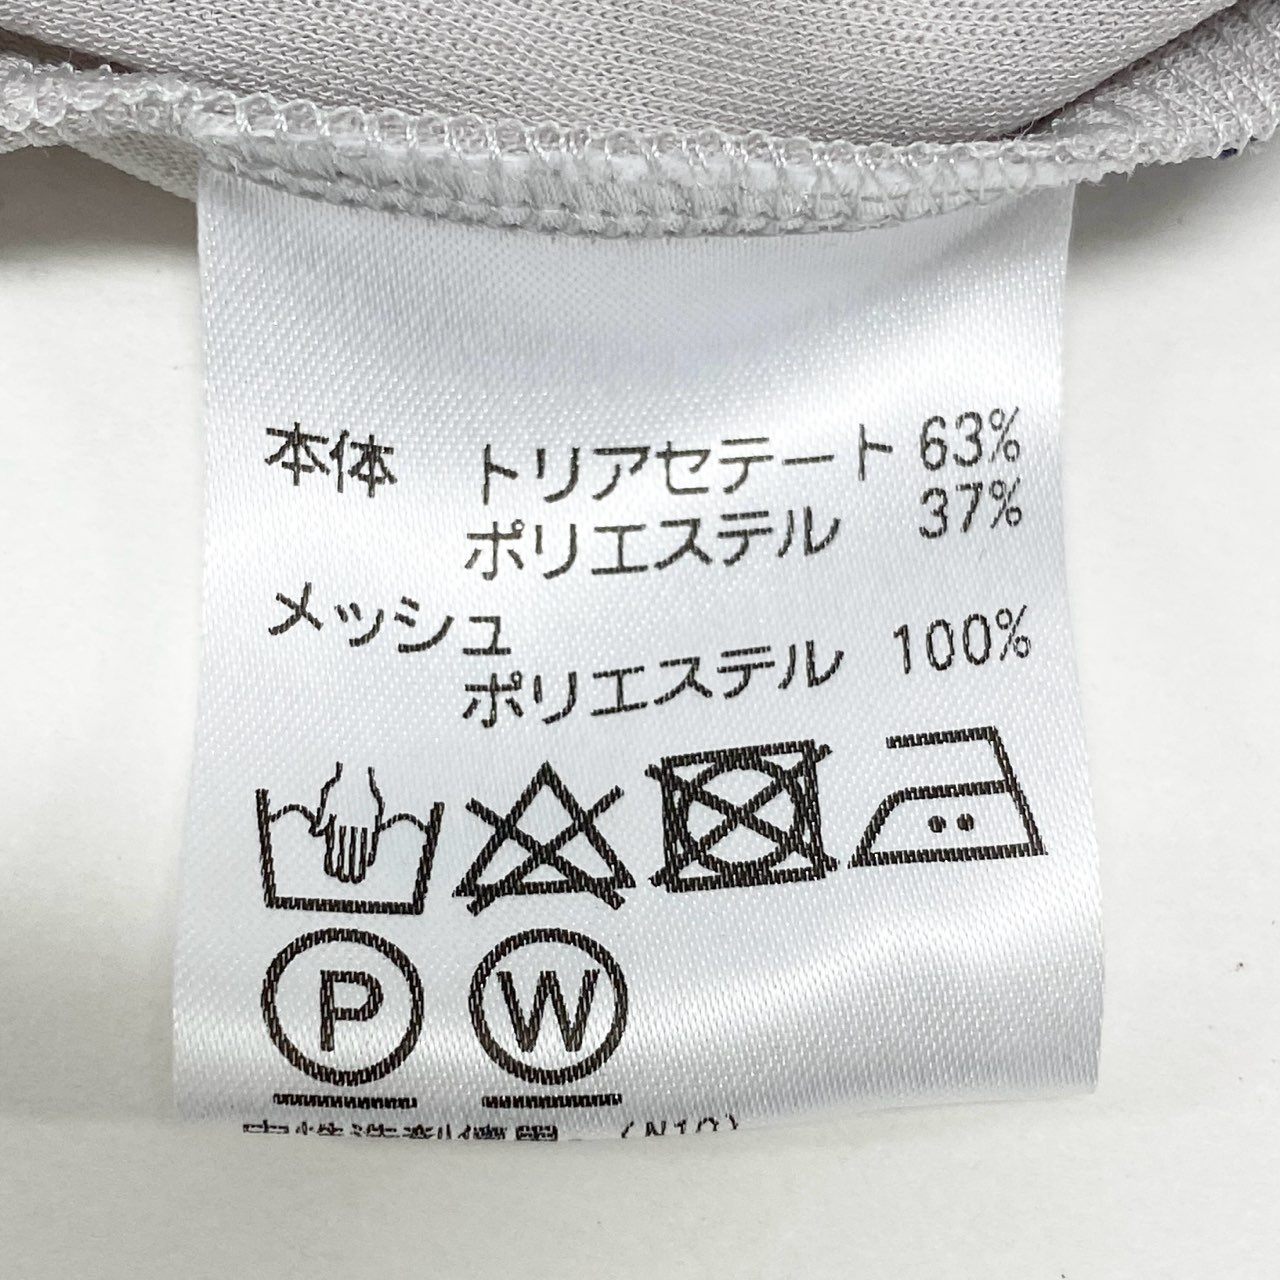 本体 トリアセテート 63%
ポリエステル 37%
メッシュ
ポリエステル 100%
P W